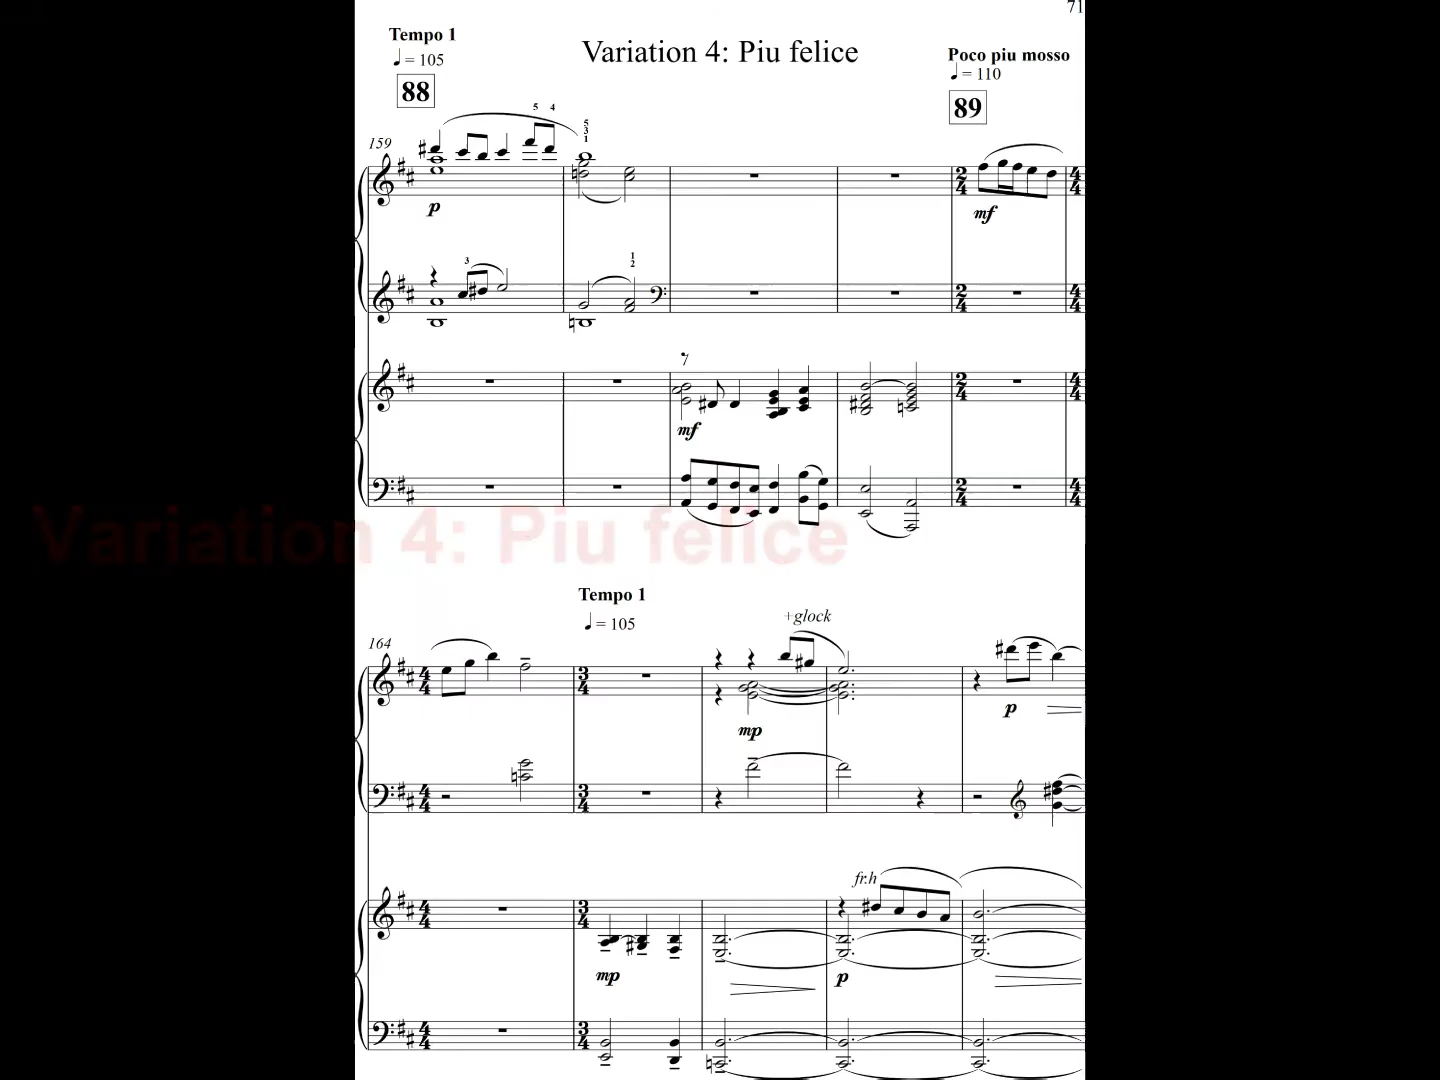 71
Tempo 1
♩ = 105
Variation 4: Piu felice
Poco piu mosso
♩ = 110
88
89
5 4
5
3
1
159
p
mf
3
1
2
mf
Variation 4: Piu felice
Tempo 1
♩ = 105
+glock
164
p
mp
fr.h
mp
p